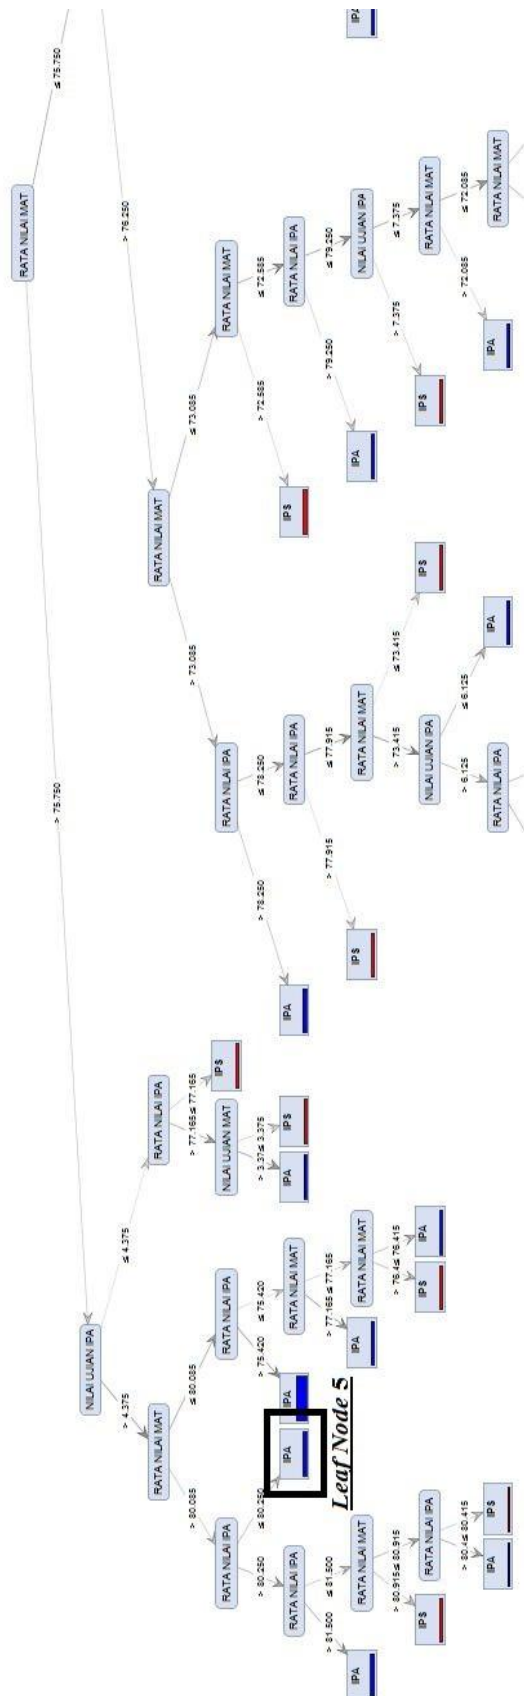 RATA NILAI MAT
> 75.750
≤ 75.750
NILAI UJIAN IPA
> 4.375
≤ 4.375
> 76.250
RATA NILAI MAT
RATA NILAI IPA
RATA NILAI MAT
> 80.085
≤ 80.085
> 77.165≤ 77.165
> 73.085
≤ 73.085
RATA NILAI IPA
RATA NILAI IPA
NILAI UJIAN MAT
IPS
RATA NILAI IPA
RATA NILAI MAT
> 80.250
≤ 80.250
> 75.420
≤ 75.420
> 3.37≤ 3.375
> 78.250
≤ 78.250
> 72.585
≤ 72.585
RATA NILAI IPA
IPA
IPA
RATA NILAI MAT
IPA
IPS
IPA
RATA NILAI IPA
IPS
RATA NILAI IPA
> 81.500
≤ 81.500
> 77.165≤ 77.165
> 77.915
≤ 77.915
> 79.250
≤ 79.250
Leaf Node 5
IPA
RATA NILAI MAT
IPA
RATA NILAI MAT
IPS
RATA NILAI MAT
IPA
NILAI UJIAN IPA
IPA
> 80.915≤ 80.915
> 76.4≤ 76.415
> 73.415
≤ 73.415
> 7.375
≤ 7.375
IPS
RATA NILAI IPA
IPS
IPA
NILAI UJIAN IPA
IPS
IPS
RATA NILAI MAT
> 80.4≤ 80.415
> 6.125
≤ 6.125
> 72.085
≤ 72.085
IPA
IPS
RATA NILAI IPA
IPA
IPA
RATA NILAI MAT